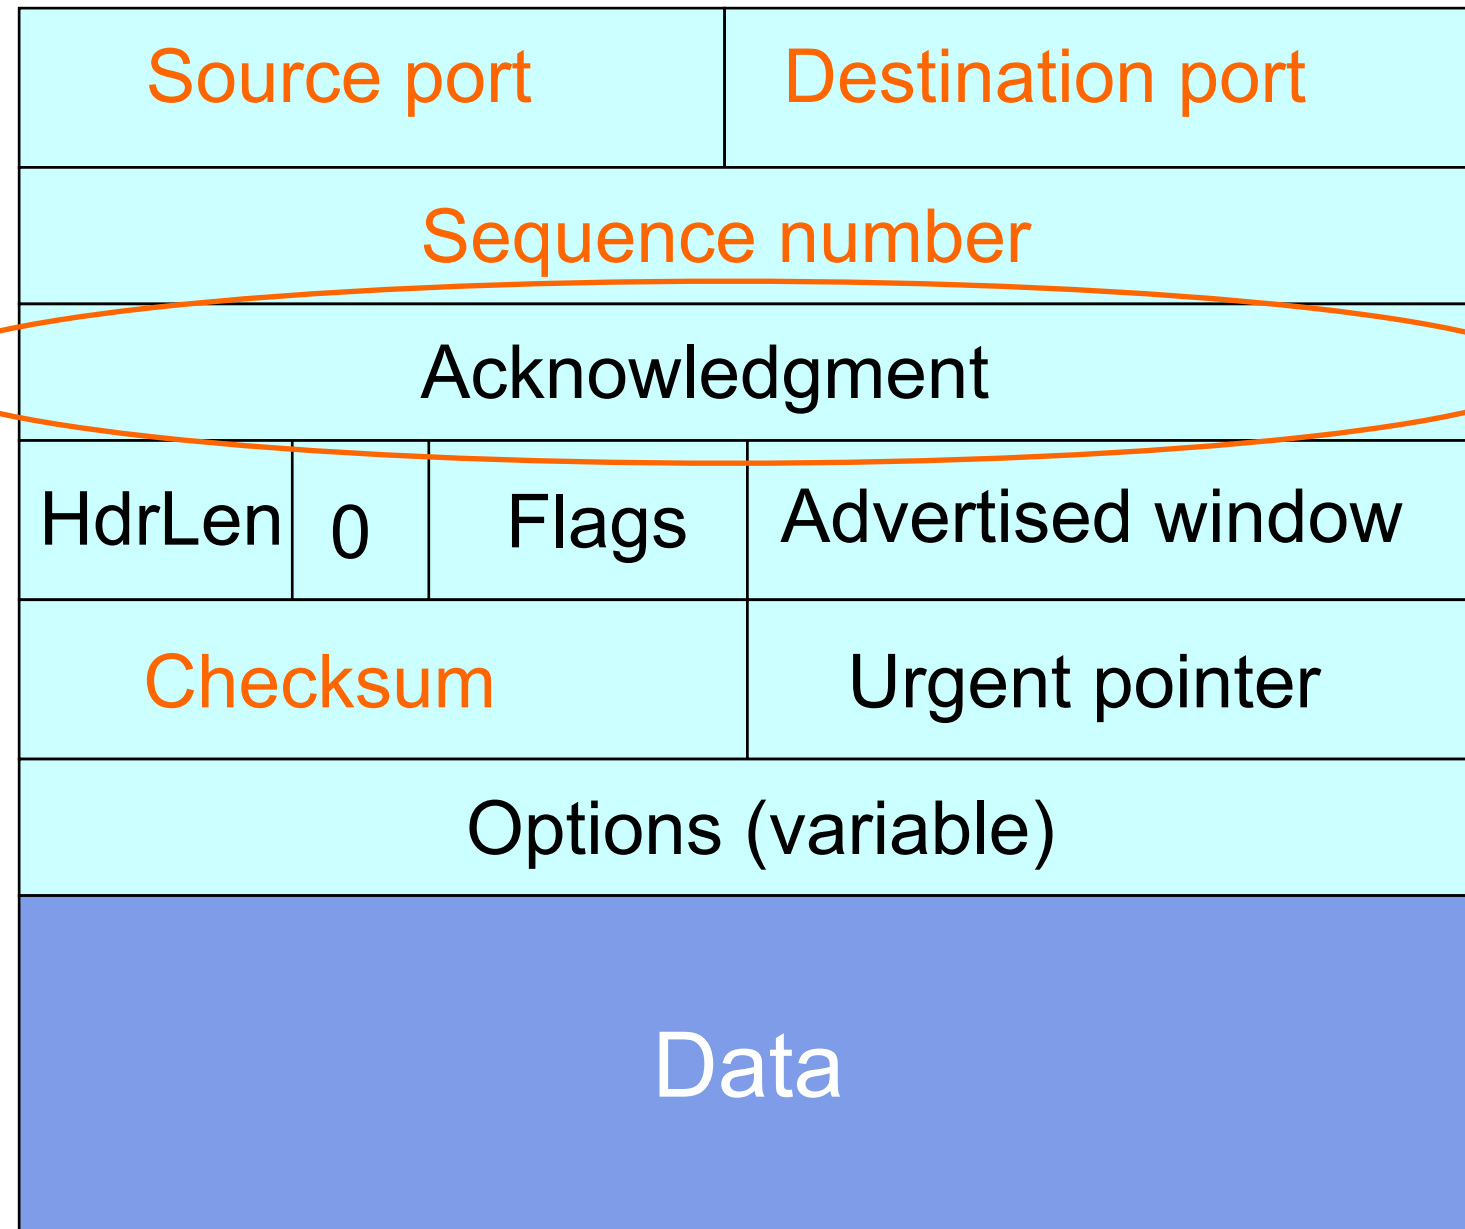 Source port Destination port
Sequence number
Acknowledgment
HdrLen 0 Flags Advertised window
Checksum Urgent pointer
Options (variable)
Data